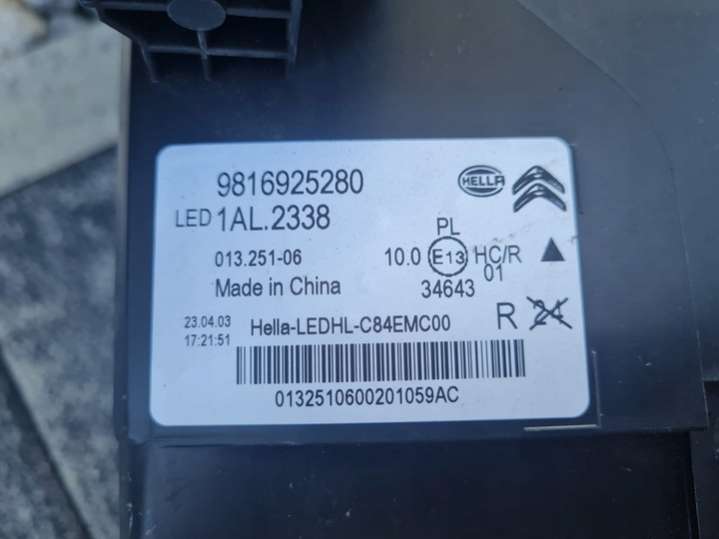 9816925280
HELLA
LED 1AL.2338
PL
013.251-06
10.0 E13 HC/R
01
Made in China
34643
23.04.03
17:21:51
Hella-LEDHL-C84EMC00
R 24
0132510600201059AC